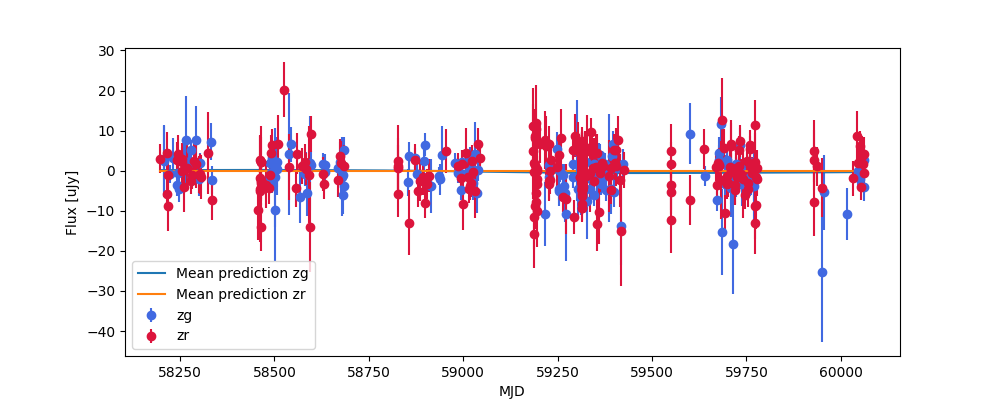 30
20
10
0
−10
−20
−30
−40
Flux [uJy]
Mean prediction zg
Mean prediction zr
zg
zr
58250 58500 58750 59000 59250 59500 59750 60000
MJD